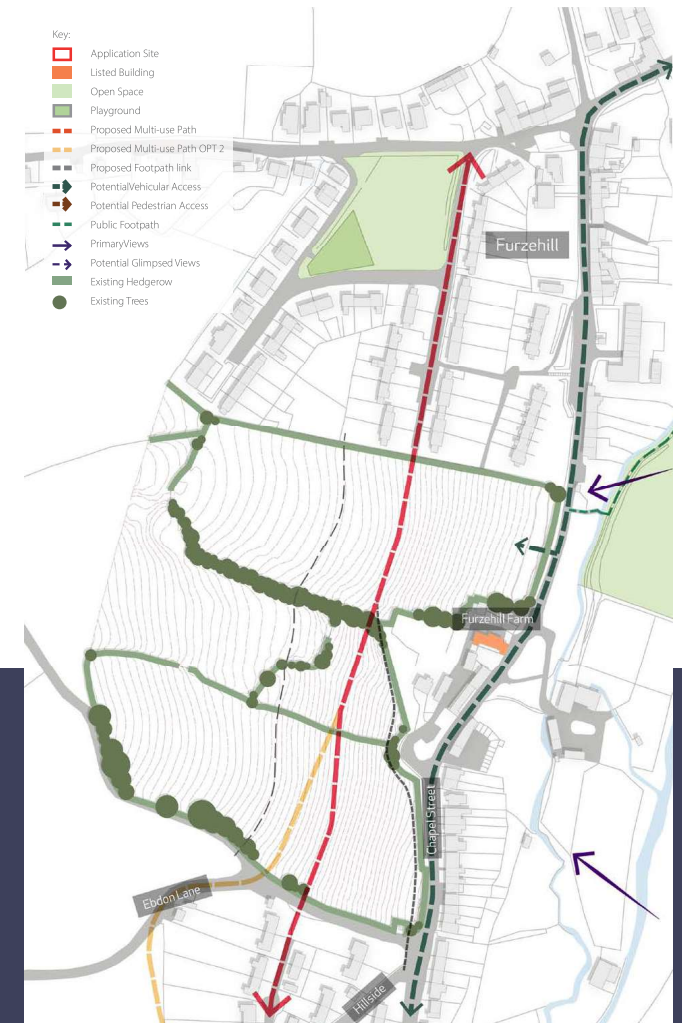 Key:
Application Site
Listed Building
Open Space
Playground
Proposed Multi-use Path
Proposed Multi-use Path OPT 2
Proposed Footpath link
PotentialVehicular Access
Potential Pedestrian Access
Public Footpath
PrimaryViews
Potential Glimpsed Views
Existing Hedgerow
Existing Trees
Furzehill
Furzehill Farm
Chapel Street
Ebdon Lane
Hillside